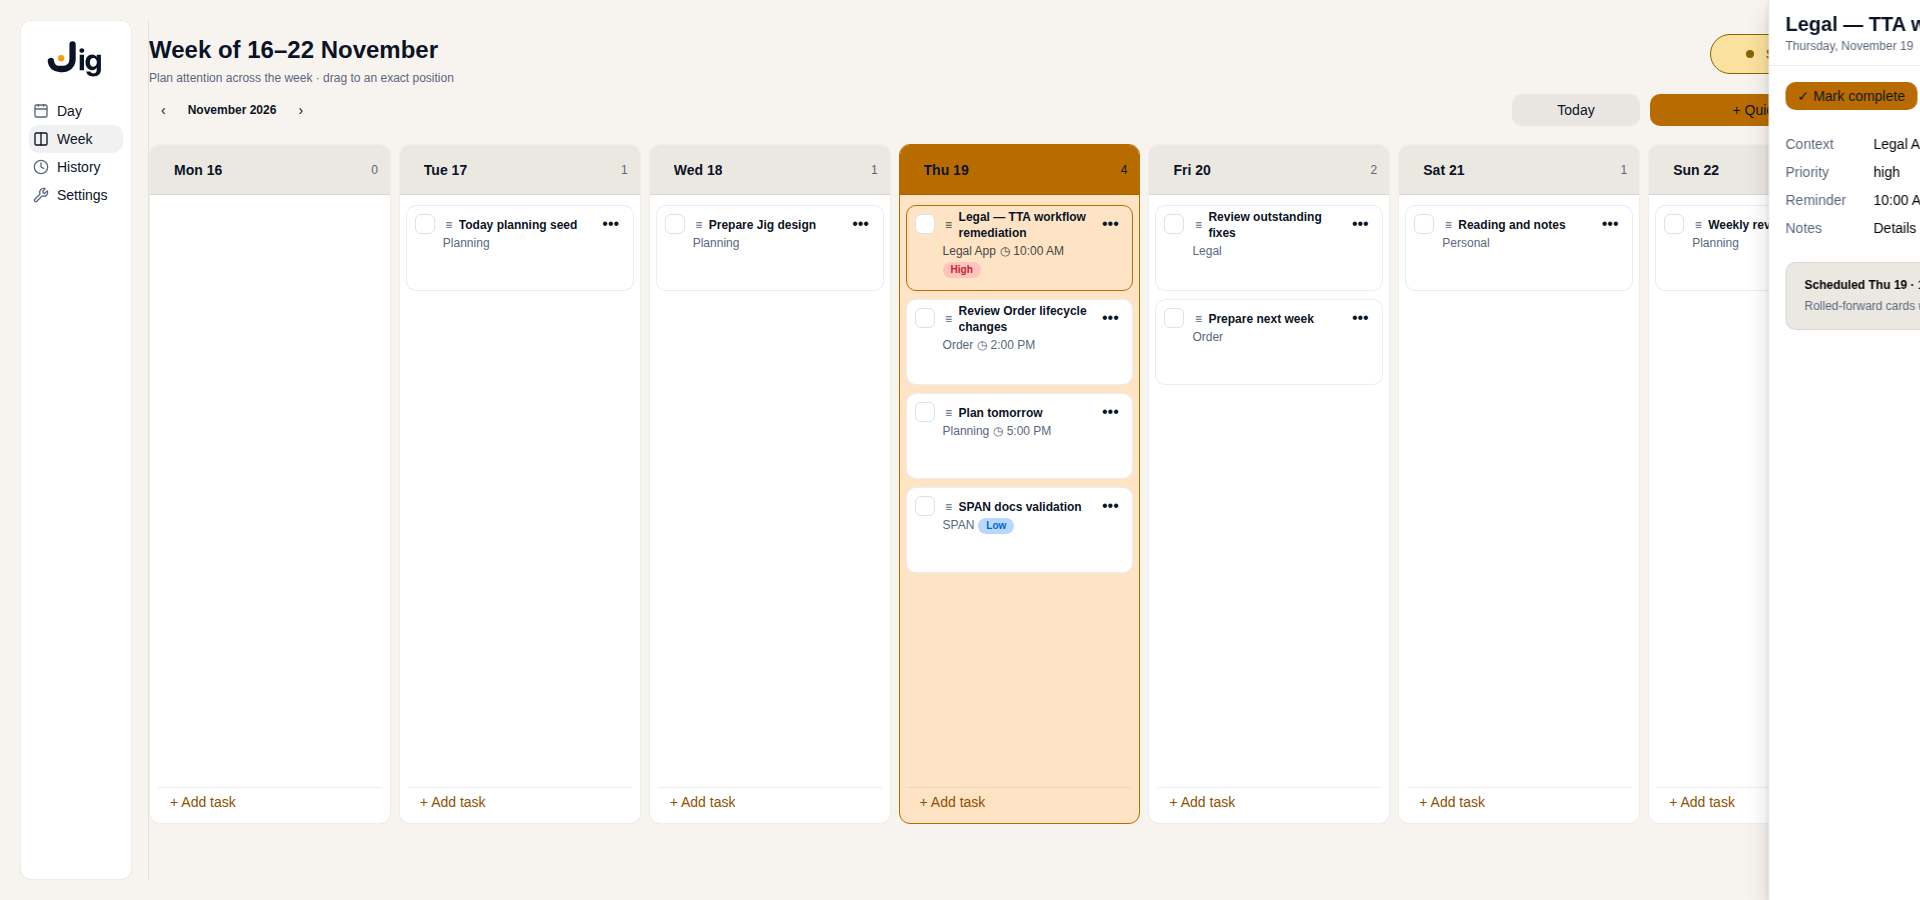 Jig
Day
Week
History
Settings
Week of 16–22 November
Plan attention across the week · drag to an exact position
‹ November 2026 ›
Today
+ Quic
Mon 16 0
+ Add task
Tue 17 1
≡ Today planning seed •••
Planning
+ Add task
Wed 18 1
≡ Prepare Jig design •••
Planning
+ Add task
Thu 19 4
≡ Legal — TTA workflow •••
remediation
Legal App 10:00 AM
High
≡ Review Order lifecycle •••
changes
Order 2:00 PM
≡ Plan tomorrow •••
Planning 5:00 PM
≡ SPAN docs validation •••
SPAN Low
+ Add task
Fri 20 2
≡ Review outstanding •••
fixes
Legal
≡ Prepare next week •••
Order
+ Add task
Sat 21 1
≡ Reading and notes •••
Personal
+ Add task
Sun 22
≡ Weekly rev
Planning
+ Add task
Legal — TTA w
Thursday, November 19
✓ Mark complete
Context Legal A
Priority high
Reminder 10:00 A
Notes Details
Scheduled Thu 19 ·
Rolled-forward cards